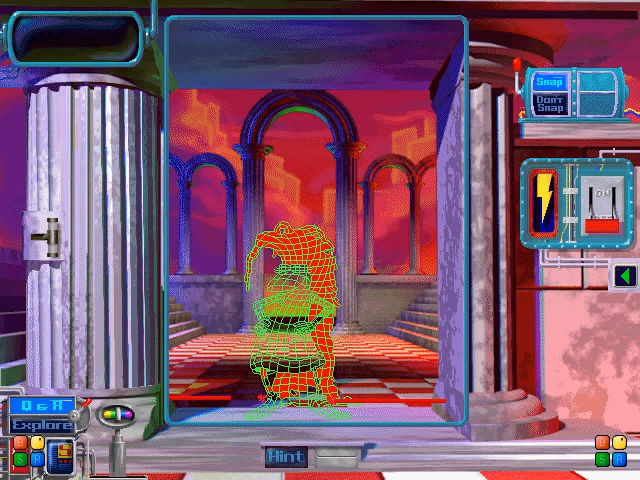 Snap
Don't
Snap
ON
Q & A
Explore
S R
Hint
S R